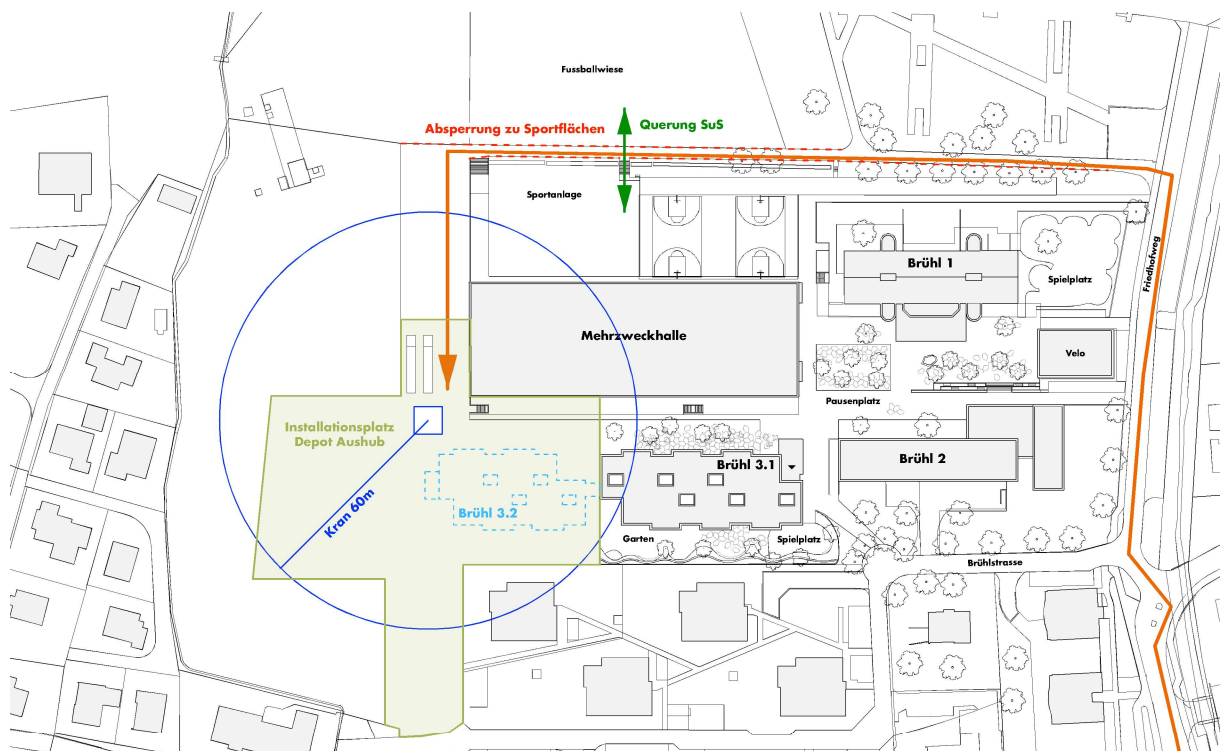 Fussballwiese
Absperrung zu Sportflächen
Querung SuS
Sportanlage
Brühl 1
Spielplatz
Friedhofweg
Mehrzweckhalle
Velo
Pausenplatz
Installationsplatz
Depot Aushub
Brühl 3.1
Brühl 2
Kran 60m
Brühl 3.2
Garten
Spielplatz
Brühlstrasse